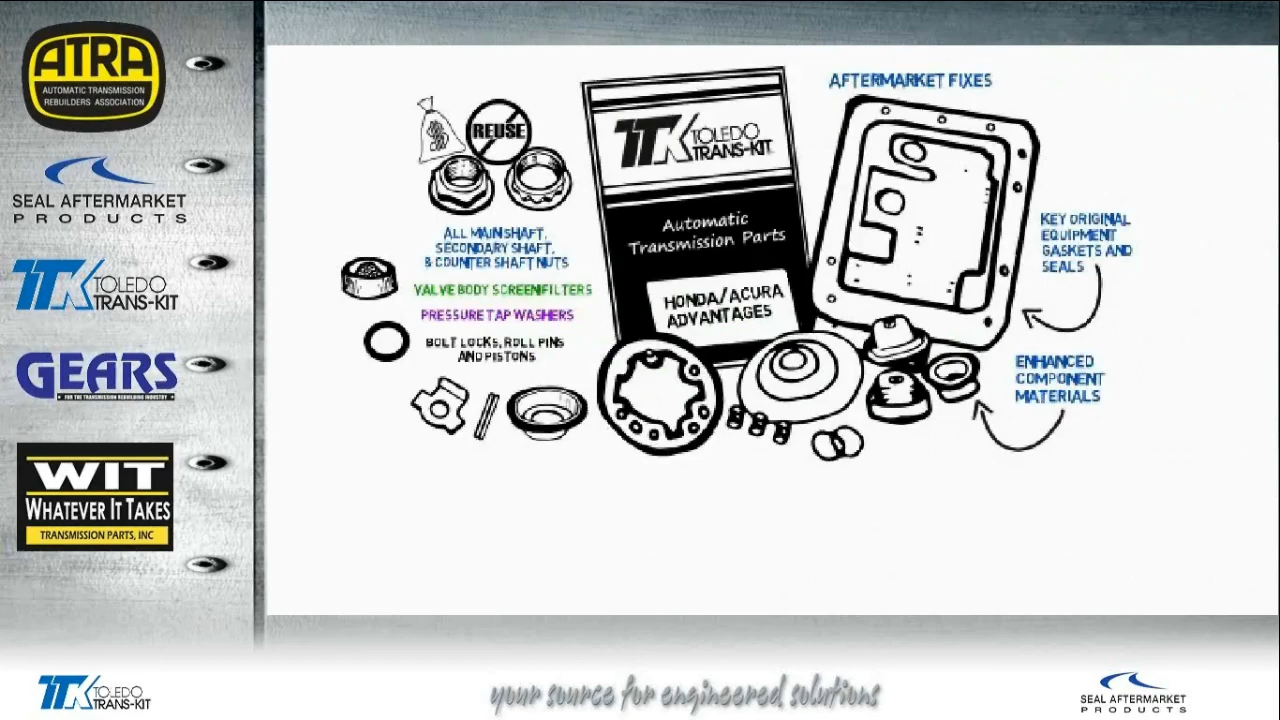 ATRA
AUTOMATIC TRANSMISSION
REBUILDERS ASSOCIATION
SEAL AFTERMARKET
PRODUCTS
TTK TOLEDO
TRANS-KIT
GEARS
FOR THE TRANSMISSION REBUILDING INDUSTRY
WIT
WHATEVER IT TAKES
TRANSMISSION PARTS, INC
$
REUSE
ALL MAINSHAFT,
SECONDARY SHAFT,
& COUNTER SHAFT NUTS
VALVE BODY SCREEN FILTERS
PRESSURE TAP WASHERS
BOLT LOCKS, ROLL PINS
AND PISTONS
TTK TOLEDO
TRANS-KIT
Automatic
Transmission Parts
HONDA/ACURA
ADVANTAGES
AFTERMARKET FIXES
KEY ORIGINAL
EQUIPMENT
GASKETS AND
SEALS
ENHANCED
COMPONENT
MATERIALS
TTK TOLEDO
TRANS-KIT
your source for engineered solutions
SEAL AFTERMARKET
PRODUCTS